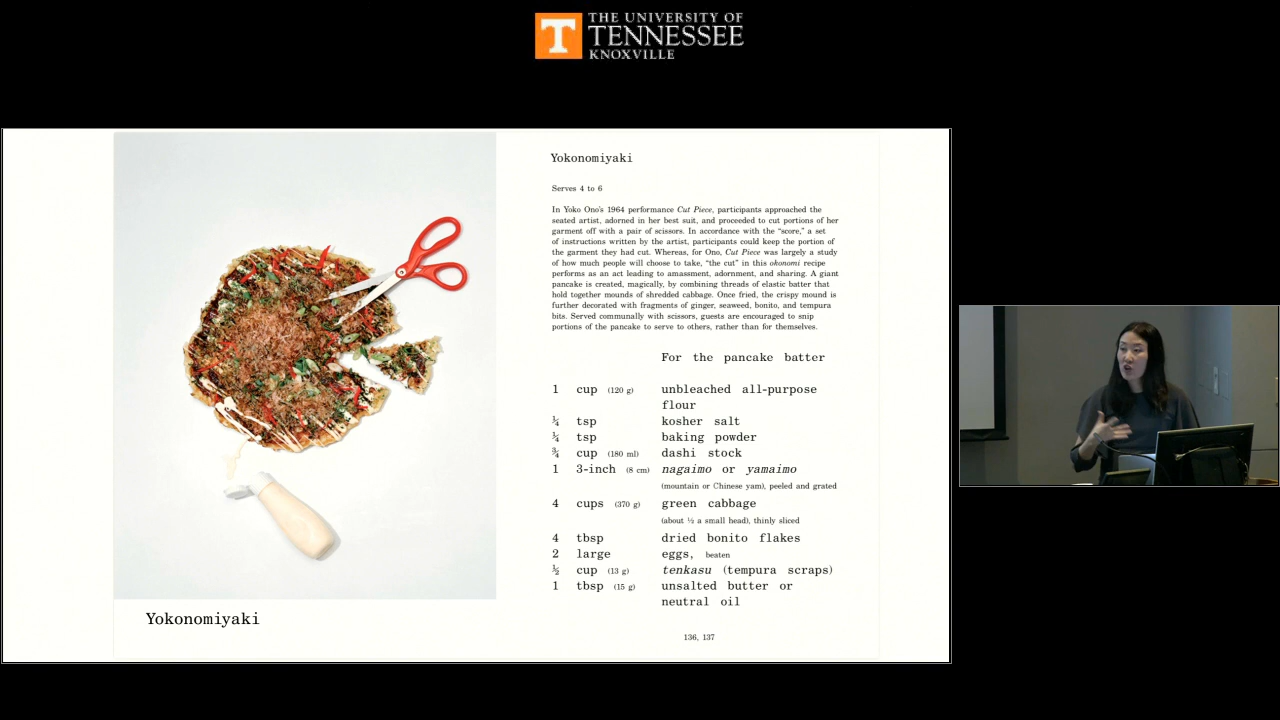 THE UNIVERSITY OF
TENNESSEE
KNOXVILLE
T
Yokonomiyaki
Yokonomiyaki
Serves 4 to 6
In Yoko Ono's 1964 performance Cut Piece, participants approached the
seated artist, adorned in her best suit, and proceeded to cut portions of her
garment off with a pair of scissors. In accordance with the “score,” a set
of instructions written by the artist, participants could keep the portion of
the garment they had cut. Whereas, for Ono, Cut Piece was largely a study
of how much people will choose to take, “the cut” in this okonomi recipe
performs as an act leading to amassment, adornment, and sharing. A giant
pancake is created, magically, by combining threads of elastic batter that
hold together mounds of shredded cabbage. Once fried, the crispy mound is
further decorated with fragments of ginger, seaweed, bonito, and tempura
bits. Served communally with scissors, guests are encouraged to snip
portions of the pancake to serve to others, rather than for themselves.
For the pancake batter
1 cup (120 g) unbleached all-purpose
flour
¼ tsp kosher salt
¼ tsp baking powder
¾ cup (180 ml) dashi stock
1 3-inch (8 cm) nagaimo or yamaimo
(mountain or Chinese yam), peeled and grated
4 cups (370 g) green cabbage
(about ½ a small head), thinly sliced
4 tbsp dried bonito flakes
2 large eggs, beaten
½ cup (13 g) tenkasu (tempura scraps)
1 tbsp (15 g) unsalted butter or
neutral oil
136, 137